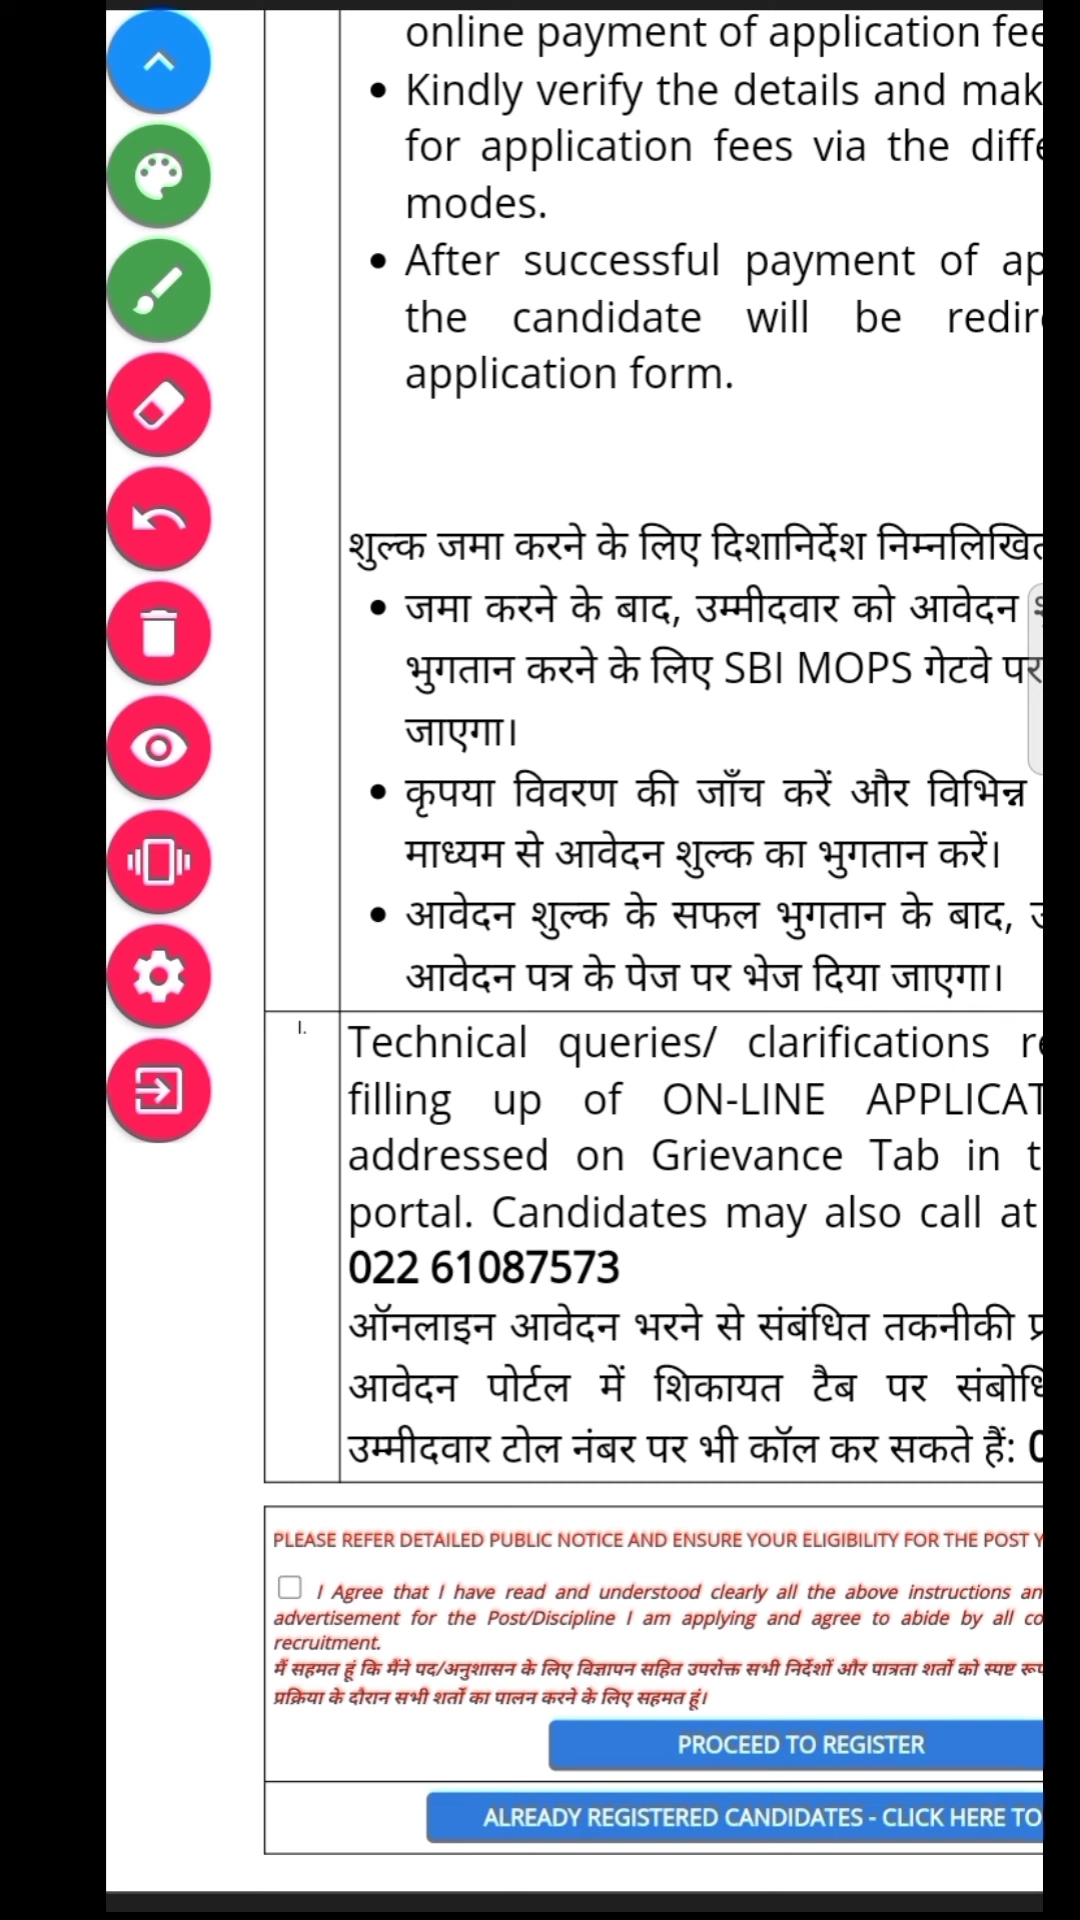 online payment of application fee
• Kindly verify the details and mak
for application fees via the diffe
modes.
• After successful payment of ap
the candidate will be redire
application form.
शुल्क जमा करने के लिए दिशानिर्देश निम्नलिखित
• जमा करने के बाद, उम्मीदवार को आवेदन
भुगतान करने के लिए SBI MOPS गेटवे पर
जाएगा।
• कृपया विवरण की जाँच करें और विभिन्न
माध्यम से आवेदन शुल्क का भुगतान करें।
• आवेदन शुल्क के सफल भुगतान के बाद,
आवेदन पत्र के पेज पर भेज दिया जाएगा।
I.
Technical queries/ clarifications re
filling up of ON-LINE APPLICAT
addressed on Grievance Tab in t
portal. Candidates may also call at
022 61087573
ऑनलाइन आवेदन भरने से संबंधित तकनीकी प्र
आवेदन पोर्टल में शिकायत टैब पर संबोधि
उम्मीदवार टोल नंबर पर भी कॉल कर सकते हैं: 0
PLEASE REFER DETAILED PUBLIC NOTICE AND ENSURE YOUR ELIGIBILITY FOR THE POST Y
I Agree that I have read and understood clearly all the above instructions an
advertisement for the Post/Discipline I am applying and agree to abide by all co
recruitment.
मैं सहमत हूं कि मैंने पद/अनुशासन के लिए विज्ञापन सहित उपरोक्त सभी निर्देशों और पात्रता शर्तों को स्पष्ट रूप
प्रक्रिया के दौरान सभी शर्तों का पालन करने के लिए सहमत हूं।
PROCEED TO REGISTER
ALREADY REGISTERED CANDIDATES - CLICK HERE TO